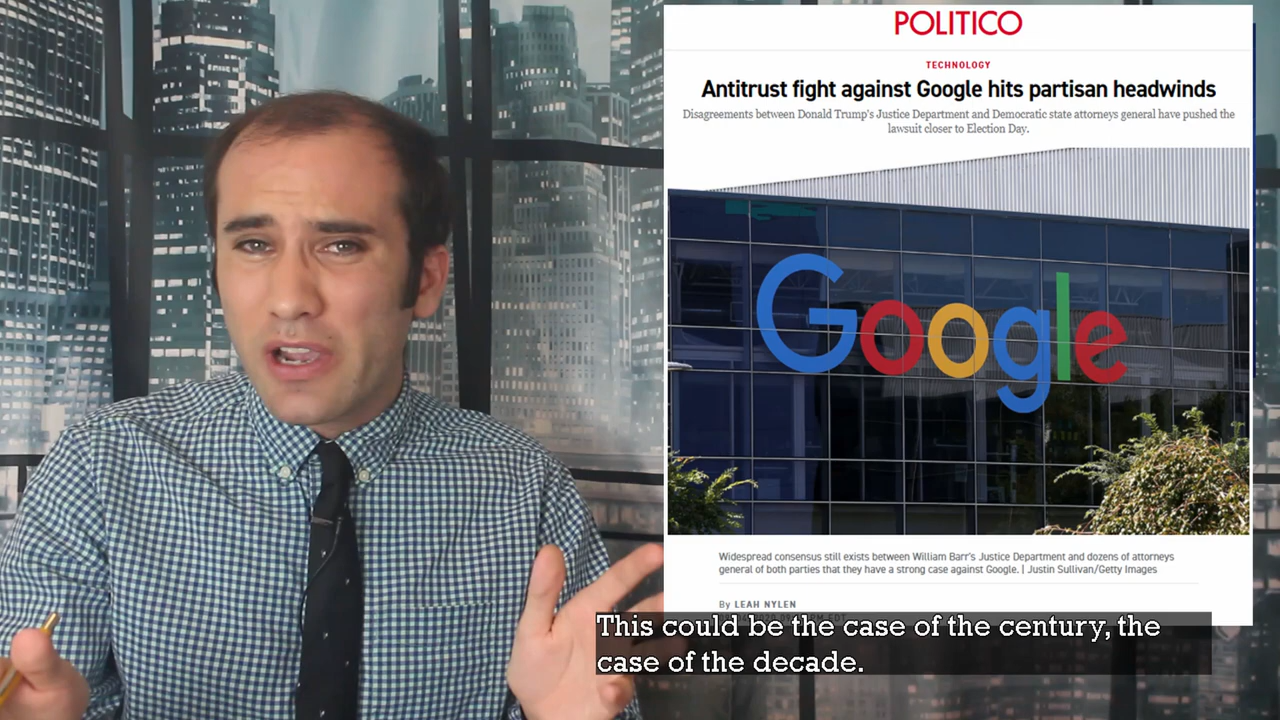 POLITICO
TECHNOLOGY
Antitrust fight against Google hits partisan headwinds
Disagreements between Donald Trump's Justice Department and Democratic state attorneys general have pushed the
lawsuit closer to Election Day.
Google
Widespread consensus still exists between William Barr's Justice Department and dozens of attorneys
general of both parties that they have a strong case against Google. | Justin Sullivan/Getty Images
By LEAH NYLEN
This could be the case of the century, the
case of the decade.